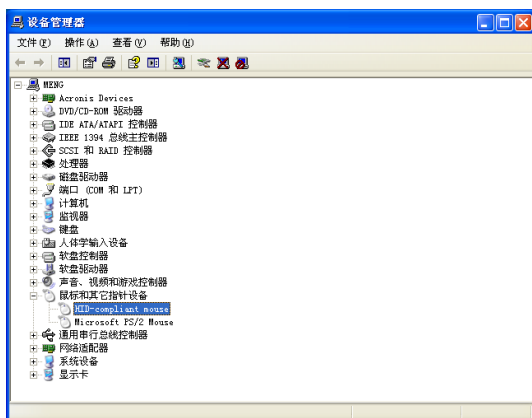 设备管理器
文件(F) 操作(A) 查看(V) 帮助(H)
MENG
Acronis Devices
DVD/CD-ROM 驱动器
IDE ATA/ATAPI 控制器
IEEE 1394 总线主控制器
SCSI 和 RAID 控制器
处理器
磁盘驱动器
端口 (COM 和 LPT)
计算机
监视器
键盘
人体学输入设备
软盘控制器
软盘驱动器
声音、视频和游戏控制器
鼠标和其它指针设备
HID-compliant mouse
Microsoft PS/2 Mouse
通用串行总线控制器
网络适配器
系统设备
显示卡